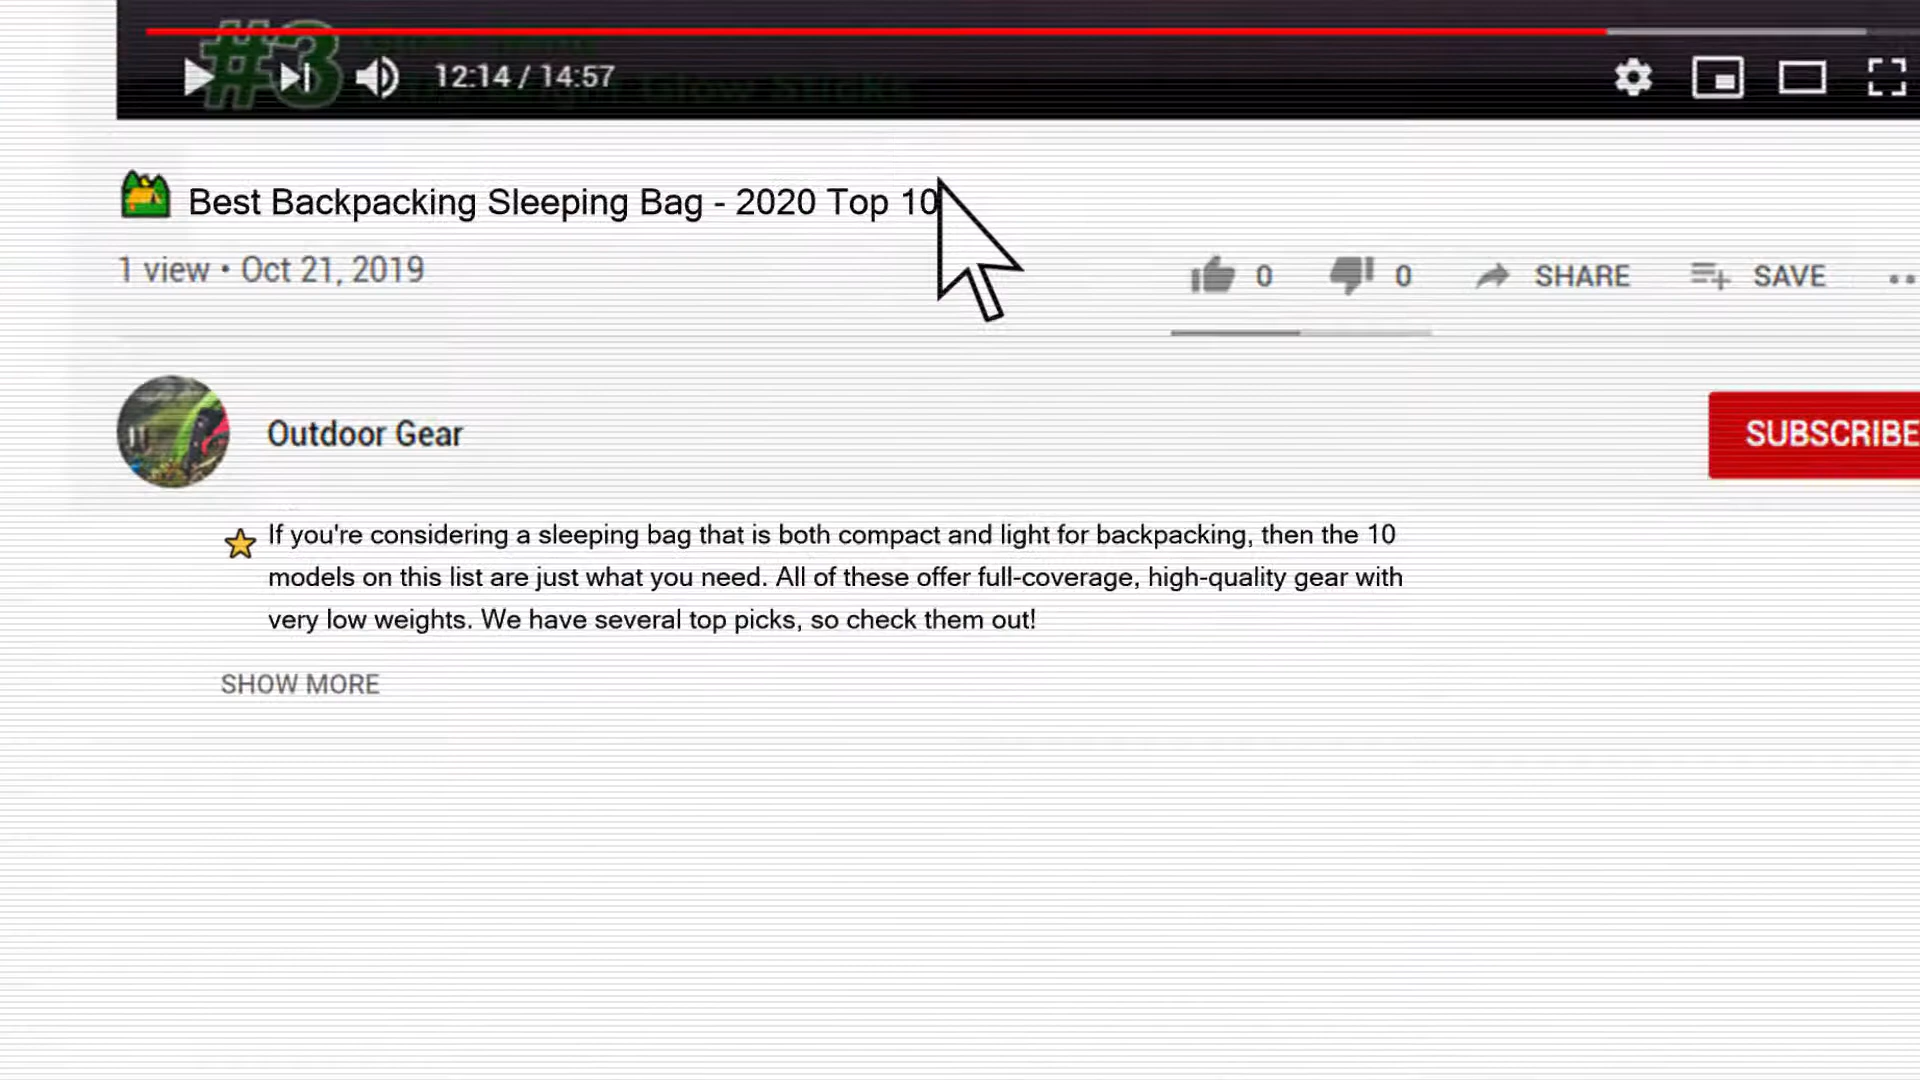 #3
12:14 / 14:57
Best Backpacking Sleeping Bag - 2020 Top 10
1 view • Oct 21, 2019
0
0
SHARE
SAVE
Outdoor Gear
SUBSCRIBE
If you're considering a sleeping bag that is both compact and light for backpacking, then the 10
models on this list are just what you need. All of these offer full-coverage, high-quality gear with
very low weights. We have several top picks, so check them out!
SHOW MORE